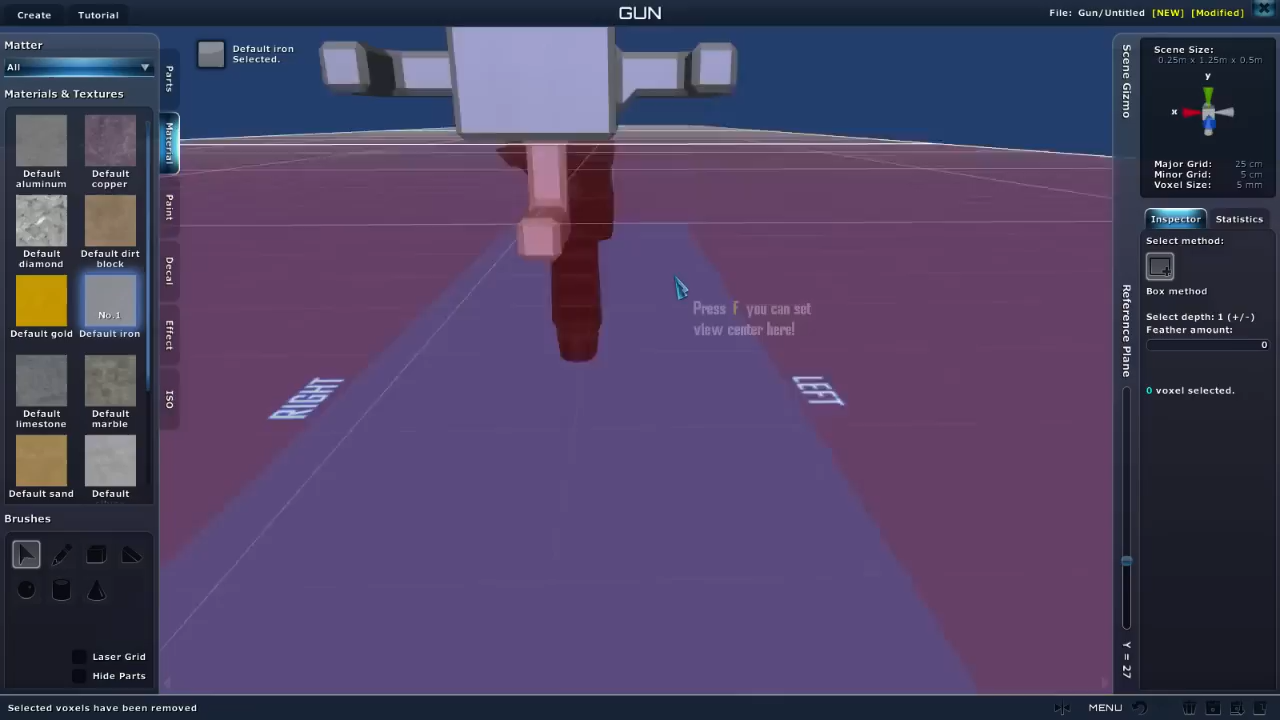 Create
Tutorial
GUN
File: Gun/Untitled [NEW] [Modified]
Matter
All
Materials & Textures
Default aluminum
Default copper
Default diamond
Default dirt block
Default gold
No.1
Default iron
Default limestone
Default marble
Default sand
Default
Brushes
Laser Grid
Hide Parts
Parts
Material
Paint
Decal
Effect
ISO
Default iron
Selected.
Press F you can set
view center here!
RIGHT
LEFT
Scene Gizmo
Reference Plane
Y = 27
Scene Size:
0.25m x 1.25m x 0.5m
y
x
Major Grid: 25 cm
Minor Grid: 5 cm
Voxel Size: 5 mm
Inspector
Statistics
Select method:
Box method
Select depth: 1 (+/-)
Feather amount:
0
0 voxel selected.
Selected voxels have been removed
MENU